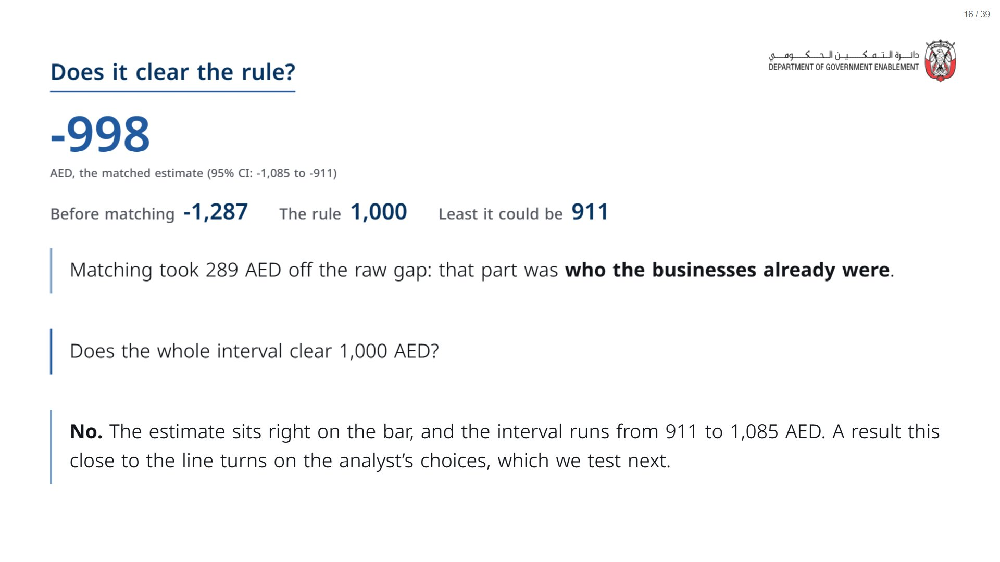 16 / 39
دائرة التمكين الحكومي
DEPARTMENT OF GOVERNMENT ENABLEMENT
Does it clear the rule?
-998
AED, the matched estimate (95% CI: -1,085 to -911)
Before matching -1,287 The rule 1,000 Least it could be 911
Matching took 289 AED off the raw gap: that part was who the businesses already were.
Does the whole interval clear 1,000 AED?
No. The estimate sits right on the bar, and the interval runs from 911 to 1,085 AED. A result this
close to the line turns on the analyst’s choices, which we test next.